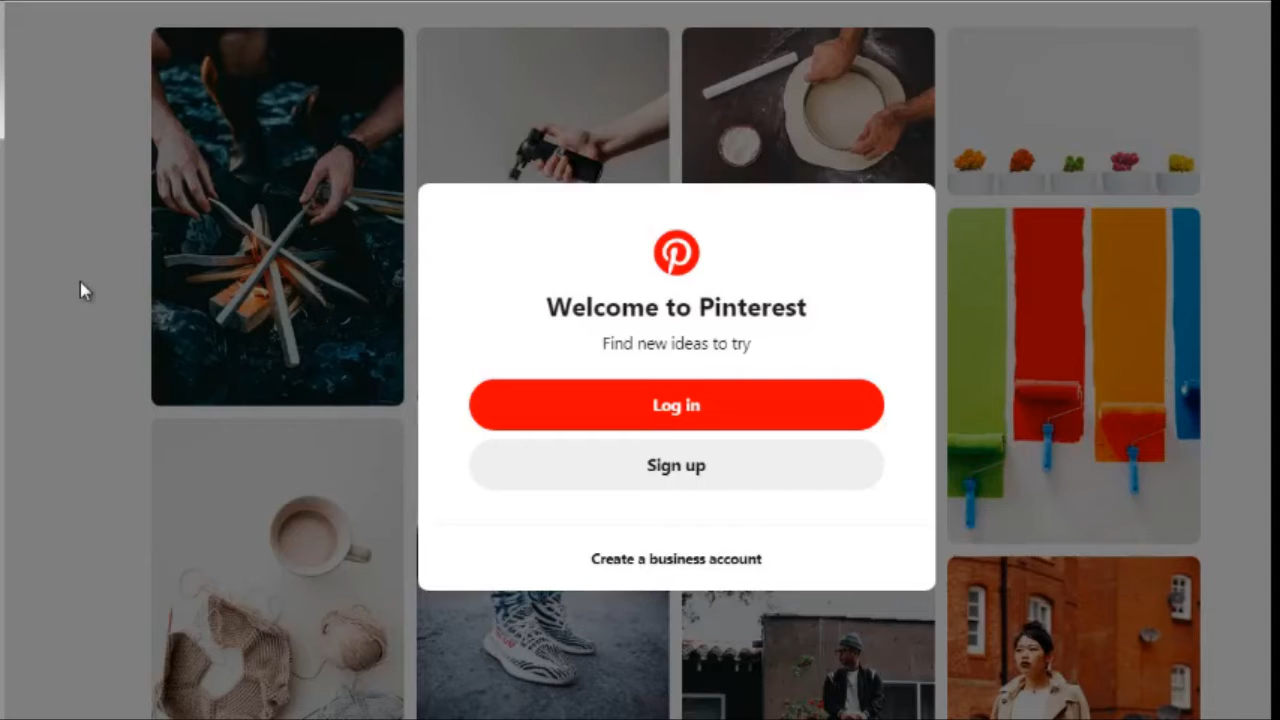 Welcome to Pinterest
Find new ideas to try
Log in
Sign up
Create a business account